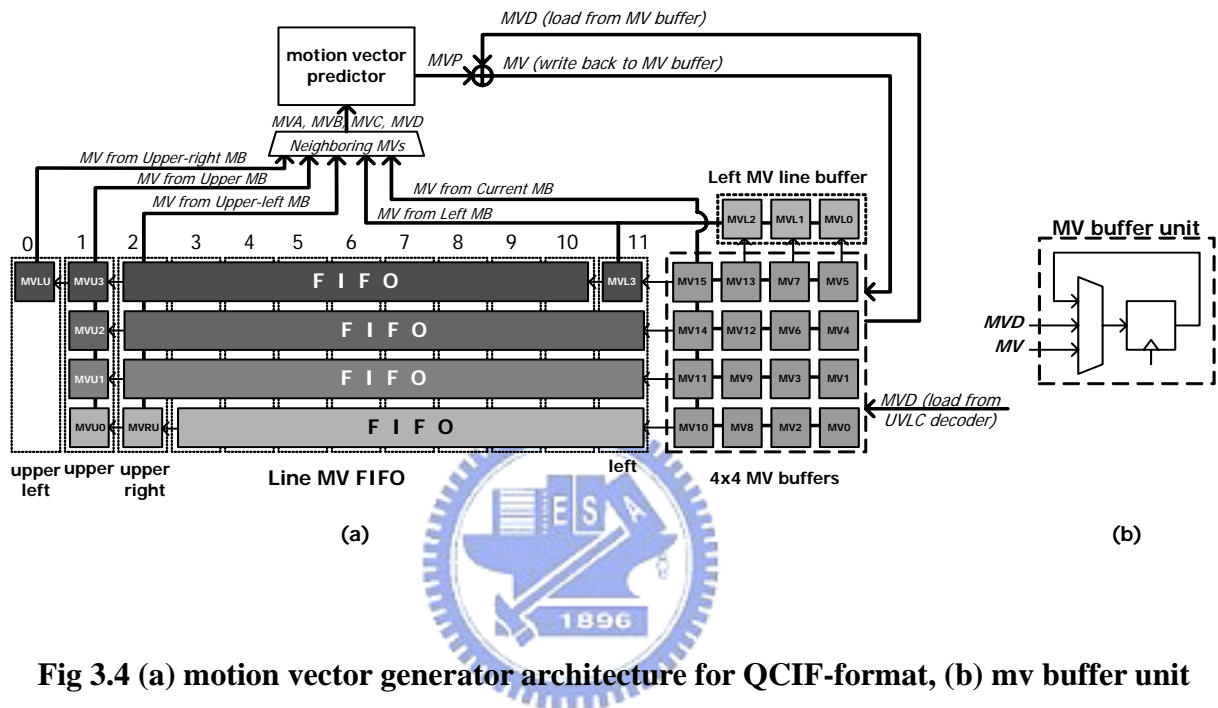 MVD (load from MV buffer)
motion vector
predictor
MVP
MV (write back to MV buffer)
MVA, MVB, MVC, MVD
Neighboring MVs
MV from Upper-right MB
MV from Upper MB
MV from Upper-left MB
MV from Current MB
MV from Left MB
Left MV line buffer
MVL2 MVL1 MVL0
MV buffer unit
MVD
MV
0 1 2 3 4 5 6 7 8 9 10 11
MVLU MVU3 FIFO MVL3 MV15 MV13 MV7 MV5
MVU2 FIFO MV14 MV12 MV6 MV4
MVU1 FIFO MV11 MV9 MV3 MV1
MVU0 MVRU FIFO MV10 MV8 MV2 MV0
MVD (load from
UVLC decoder)
upper
left
upper
upper
right
Line MV FIFO
left
4x4 MV buffers
E S A
1896
(a)
(b)
Fig 3.4 (a) motion vector generator architecture for QCIF-format, (b) mv buffer unit